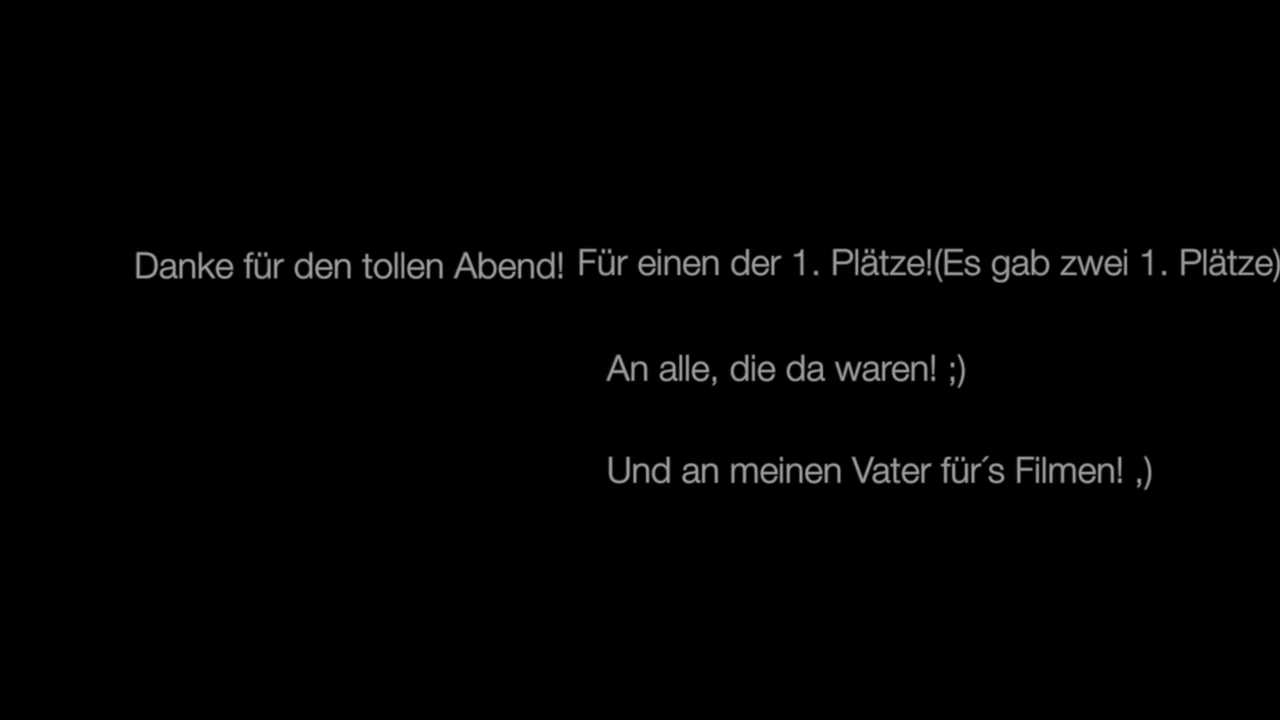 Danke für den tollen Abend! Für einen der 1. Plätze!(Es gab zwei 1. Plätze)
An alle, die da waren! ;)
Und an meinen Vater für´s Filmen! ,)